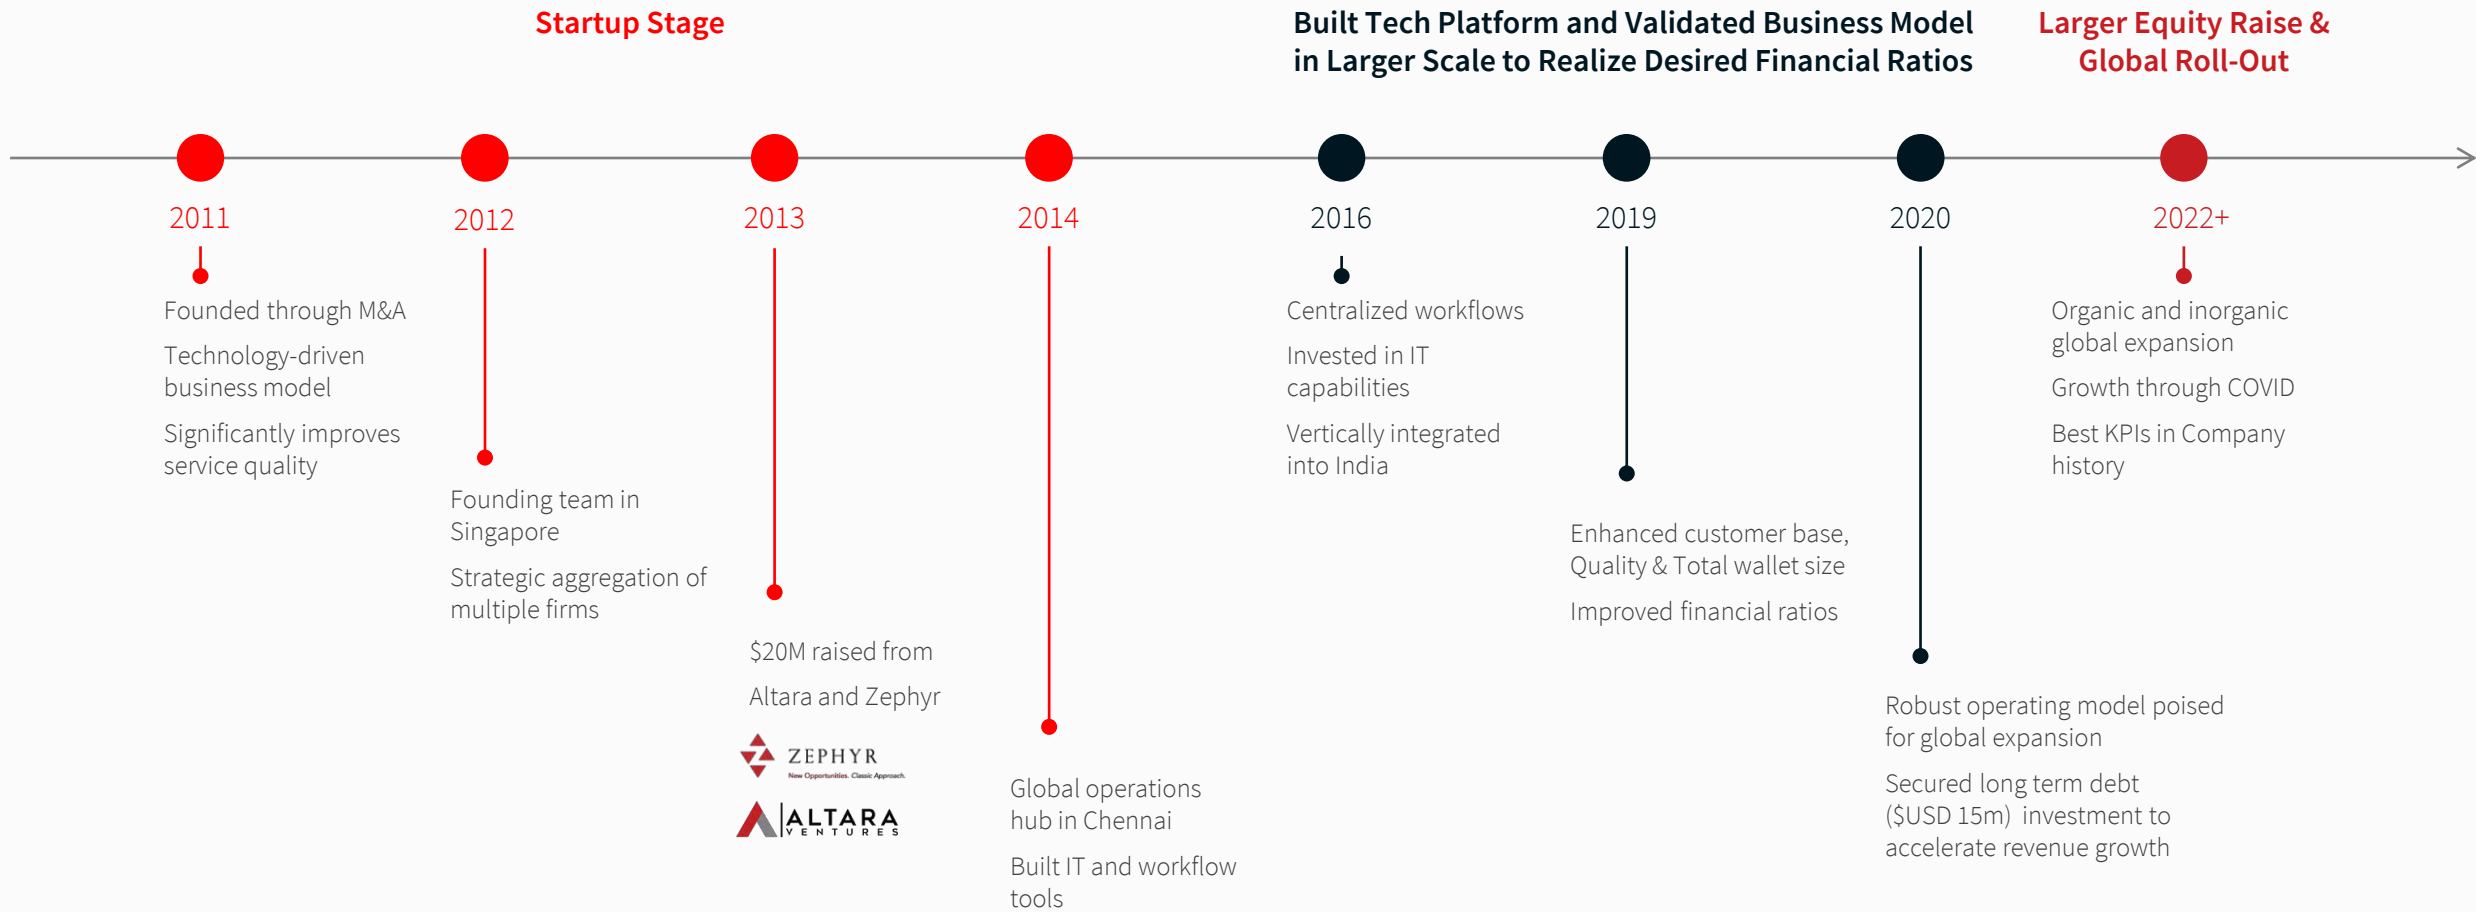 Startup Stage
Built Tech Platform and Validated Business Model
in Larger Scale to Realize Desired Financial Ratios
Larger Equity Raise &
Global Roll-Out
2011
2012
2013
2014
2016
2019
2020
2022+
Founded through M&A
Technology-driven
business model
Significantly improves
service quality
Founding team in
Singapore
Strategic aggregation of
multiple firms
$20M raised from
Altara and Zephyr
ZEPHYR
New Opportunities. Classic Approach.
ALTARA
VENTURES
Global operations
hub in Chennai
Built IT and workflow
tools
Centralized workflows
Invested in IT
capabilities
Vertically integrated
into India
Enhanced customer base,
Quality & Total wallet size
Improved financial ratios
Robust operating model poised
for global expansion
Secured long term debt
($USD 15m)  investment to
accelerate revenue growth
Organic and inorganic
global expansion
Growth through COVID
Best KPIs in Company
history